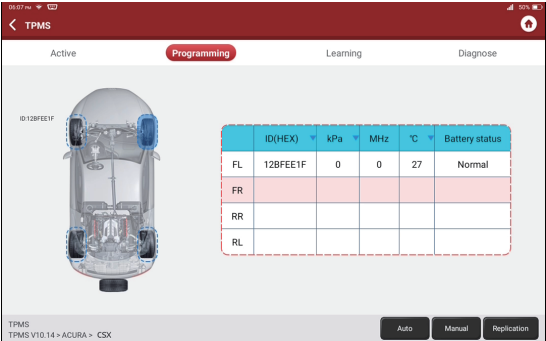 06:07 PM 50%
TPMS
Active Programming Learning Diagnose
ID:12BFEE1F
ID(HEX) kPa MHz °C Battery status
FL 12BFEE1F 0 0 27 Normal
FR
RR
RL
TPMS
TPMS V10.14 > ACURA > CSX
Auto Manual Replication